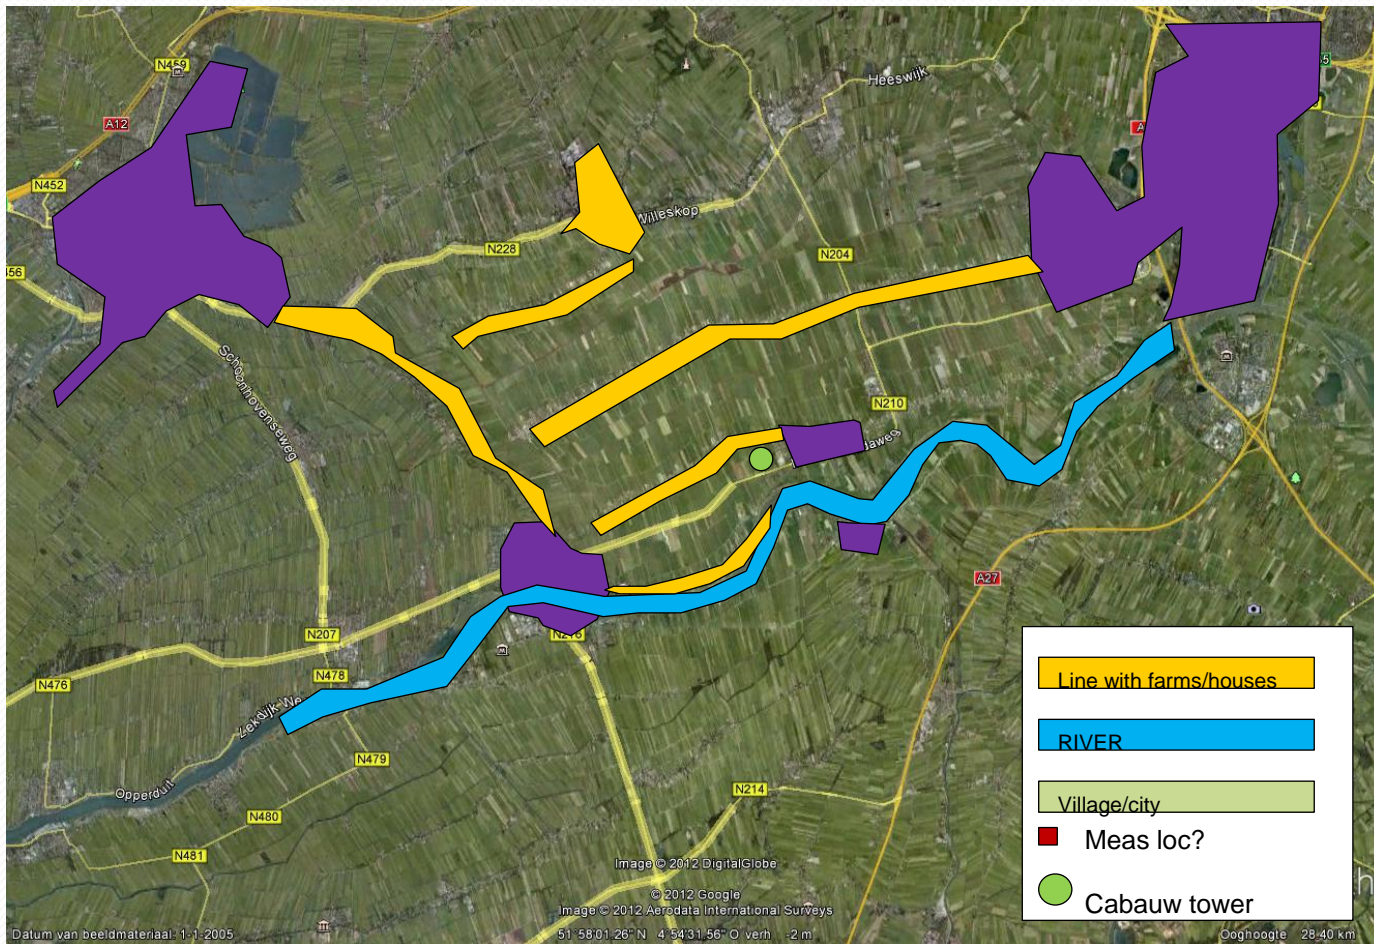 N459
Heeswijk
A12
N452
Willeskop
N228
N204
456
Schoonhovenseweg
N210
daweg
A27
N207
N216
N478
N476
Lekdijk We
N479
Opperduit
N214
N480
N481
Line with farms/houses
RIVER
Village/city
Meas loc?
Cabauw tower
Image © 2012 DigitalGlobe
© 2012 Google
Image © 2012 Aerodata International Surveys
Datum van beeldmateriaal: 1-1-2005
51°58'01.26" N 4°54'31.56" O verh -2 m
Ooghoogte 28.40 km